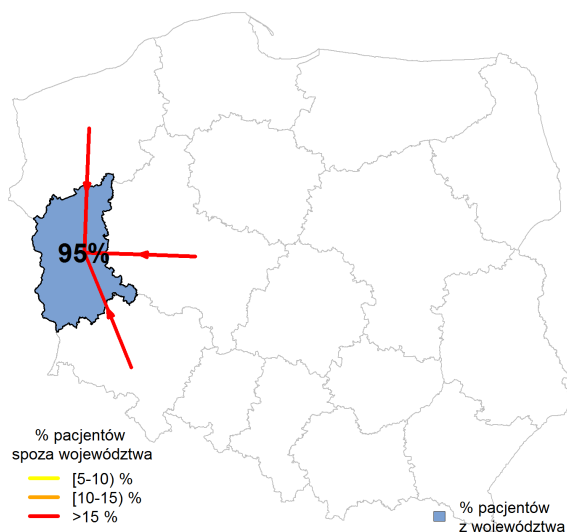 95%
% pacjentów
spoza województwa
[5-10) %
[10-15) %
>15 %
% pacjentów
z województwa